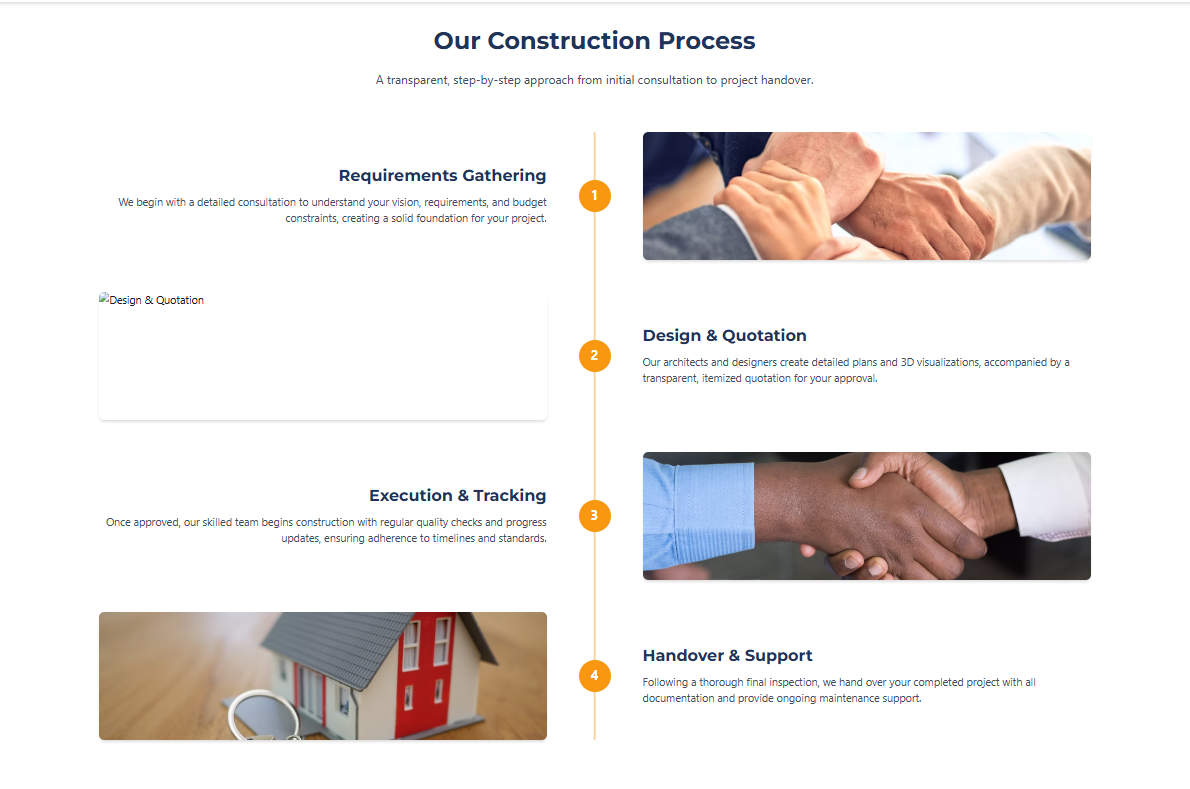 Our Construction Process
A transparent, step-by-step approach from initial consultation to project handover.
Requirements Gathering
We begin with a detailed consultation to understand your vision, requirements, and budget
constraints, creating a solid foundation for your project.
1
Design & Quotation
2
Design & Quotation
Our architects and designers create detailed plans and 3D visualizations, accompanied by a
transparent, itemized quotation for your approval.
Execution & Tracking
Once approved, our skilled team begins construction with regular quality checks and progress
updates, ensuring adherence to timelines and standards.
3
4
Handover & Support
Following a thorough final inspection, we hand over your completed project with all
documentation and provide ongoing maintenance support.